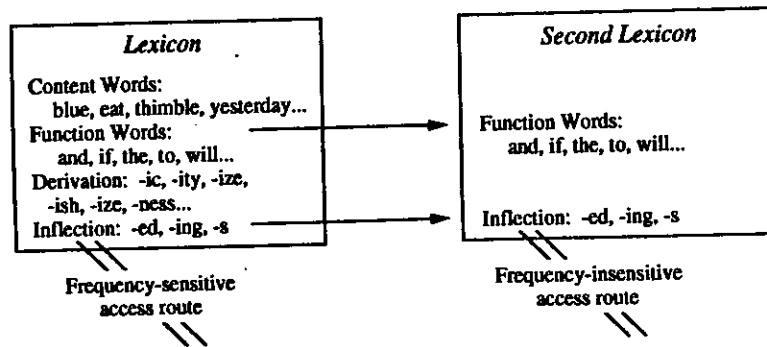 Lexicon
Content Words:
blue, eat, thimble, yesterday...
Function Words:
and, if, the, to, will...
Derivation: -ic, -ity, -ize,
-ish, -ize, -ness...
Inflection: -ed, -ing, -s
Frequency-sensitive
access route
Second Lexicon
Function Words:
and, if, the, to, will...
Inflection: -ed, -ing, -s
Frequency-insensitive
access route